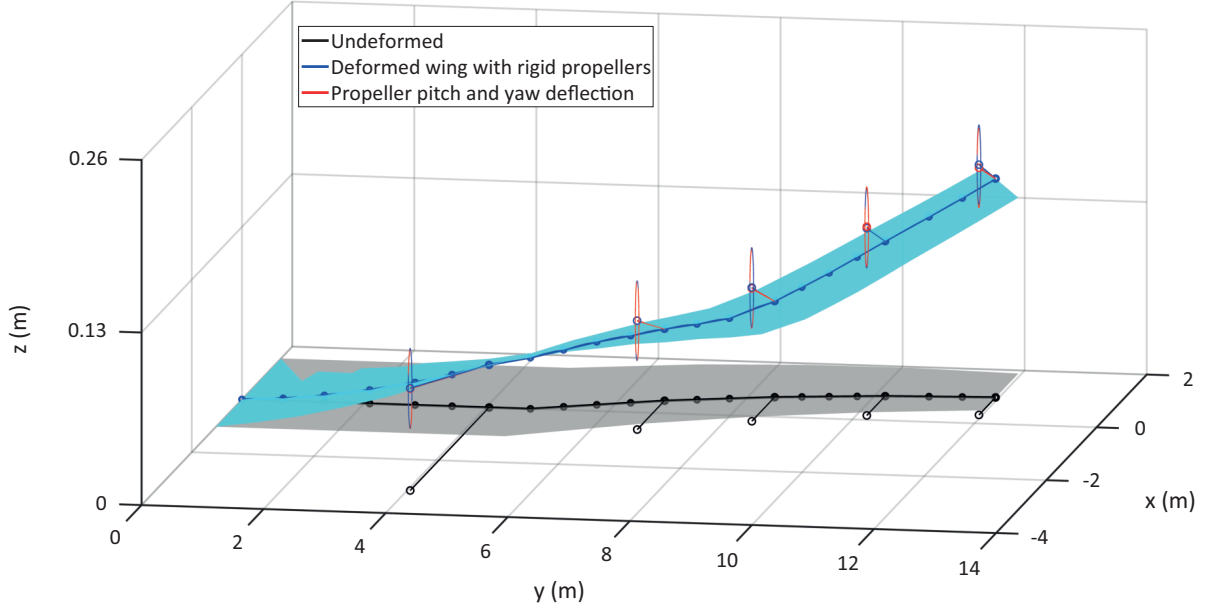 Undeformed
Deformed wing with rigid propellers
Propeller pitch and yaw deflection
0.26
0.13
0
z (m)
0
2
4
6
8
10
12
14
y (m)
2
0
-2
-4
x (m)